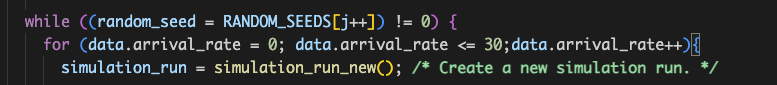 while ((random_seed = RANDOM_SEEDS[j++]) != 0) {
for (data.arrival_rate = 0; data.arrival_rate <= 30;data.arrival_rate++){
simulation_run = simulation_run_new(); /* Create a new simulation run. */